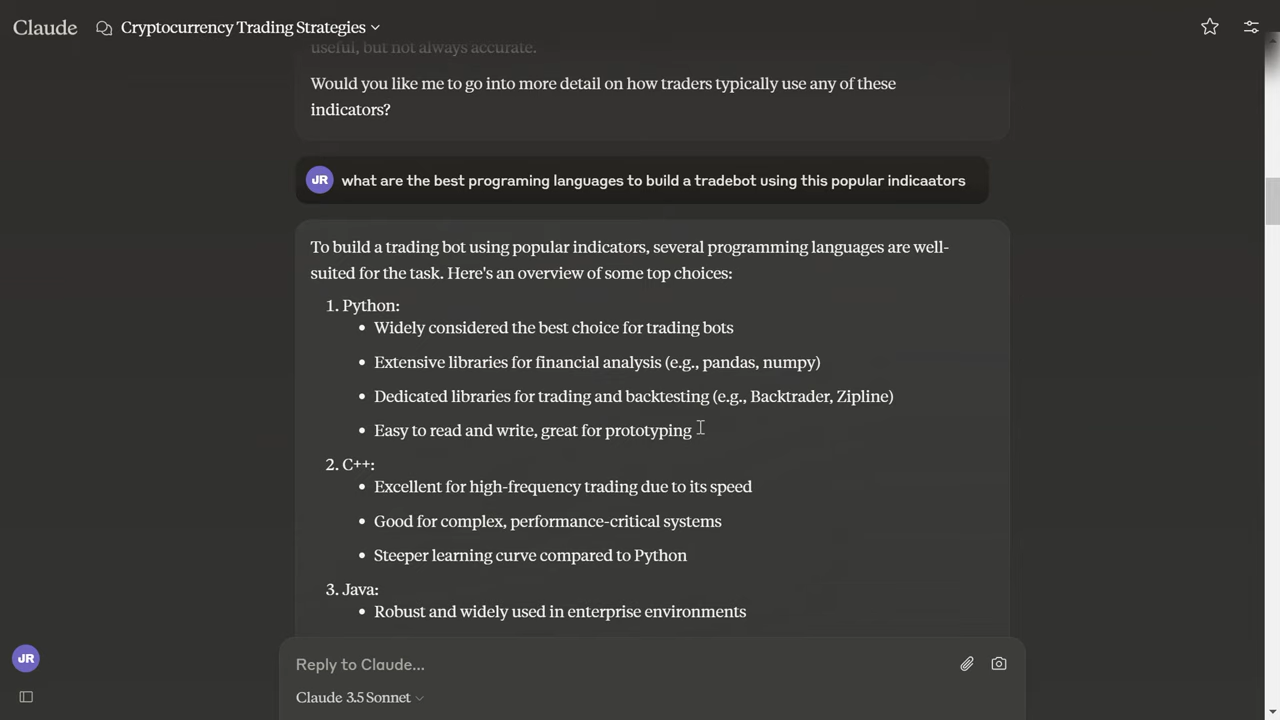 Claude
Cryptocurrency Trading Strategies
useful, but not always accurate.
Would you like me to go into more detail on how traders typically use any of these
indicators?
JR
what are the best programing languages to build a tradebot using this popular indicaators
To build a trading bot using popular indicators, several programming languages are well-
suited for the task. Here's an overview of some top choices:
1. Python:
• Widely considered the best choice for trading bots
• Extensive libraries for financial analysis (e.g., pandas, numpy)
• Dedicated libraries for trading and backtesting (e.g., Backtrader, Zipline)
• Easy to read and write, great for prototyping
2. C++:
• Excellent for high-frequency trading due to its speed
• Good for complex, performance-critical systems
• Steeper learning curve compared to Python
3. Java:
• Robust and widely used in enterprise environments
JR
Reply to Claude...
Claude 3.5 Sonnet